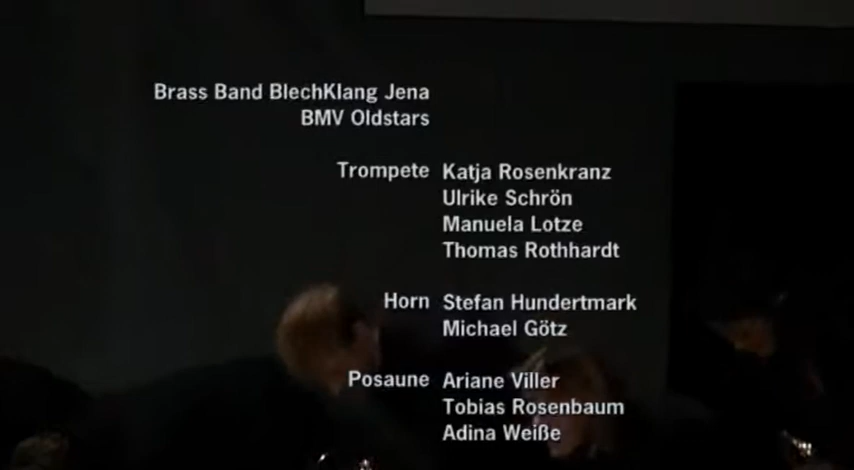 Brass Band BlechKlang Jena
BMV Oldstars
Trompete Katja Rosenkranz
Ulrike Schrön
Manuela Lotze
Thomas Rothhardt
Horn Stefan Hundertmark
Michael Götz
Posaune Ariane Viller
Tobias Rosenbaum
Adina Weiße